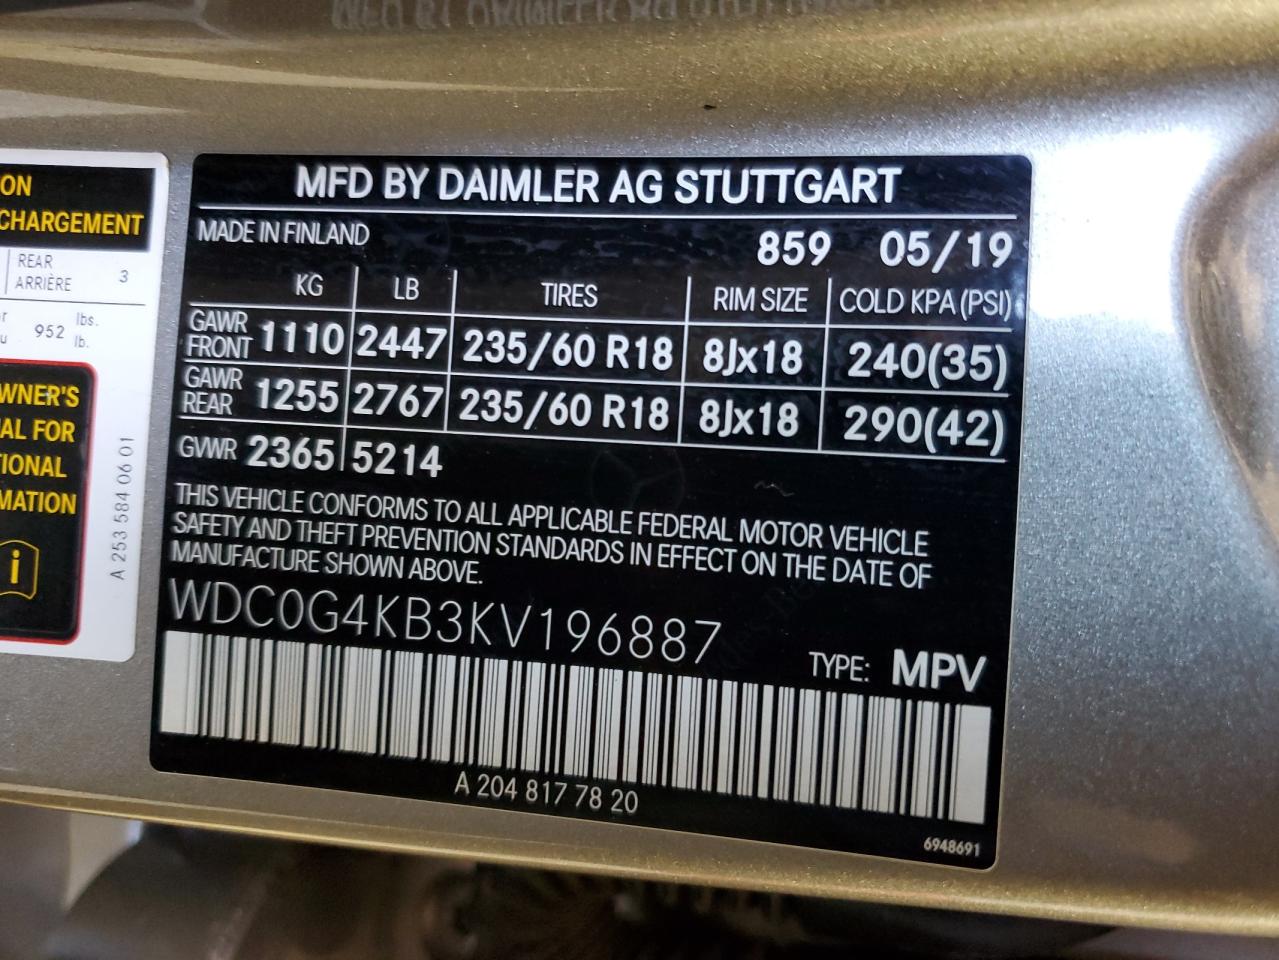 ON
CHARGEMENT
REAR
ARRIÈRE 3
952 lbs.
lb.
WNER'S
AL FOR
TIONAL
MATION
i
A 253 584 06 01
MFD BY DAIMLER AG STUTTGART
MADE IN FINLAND
859 05/19
KG LB TIRES RIM SIZE COLD KPA (PSI)
GAWR FRONT 1110 2447 235/60 R18 8Jx18 240(35)
GAWR REAR 1255 2767 235/60 R18 8Jx18 290(42)
GVWR 2365 5214
THIS VEHICLE CONFORMS TO ALL APPLICABLE FEDERAL MOTOR VEHICLE
SAFETY AND THEFT PREVENTION STANDARDS IN EFFECT ON THE DATE OF
MANUFACTURE SHOWN ABOVE.
WDC0G4KB3KV196887
TYPE: MPV
A 204 817 78 20
6948691